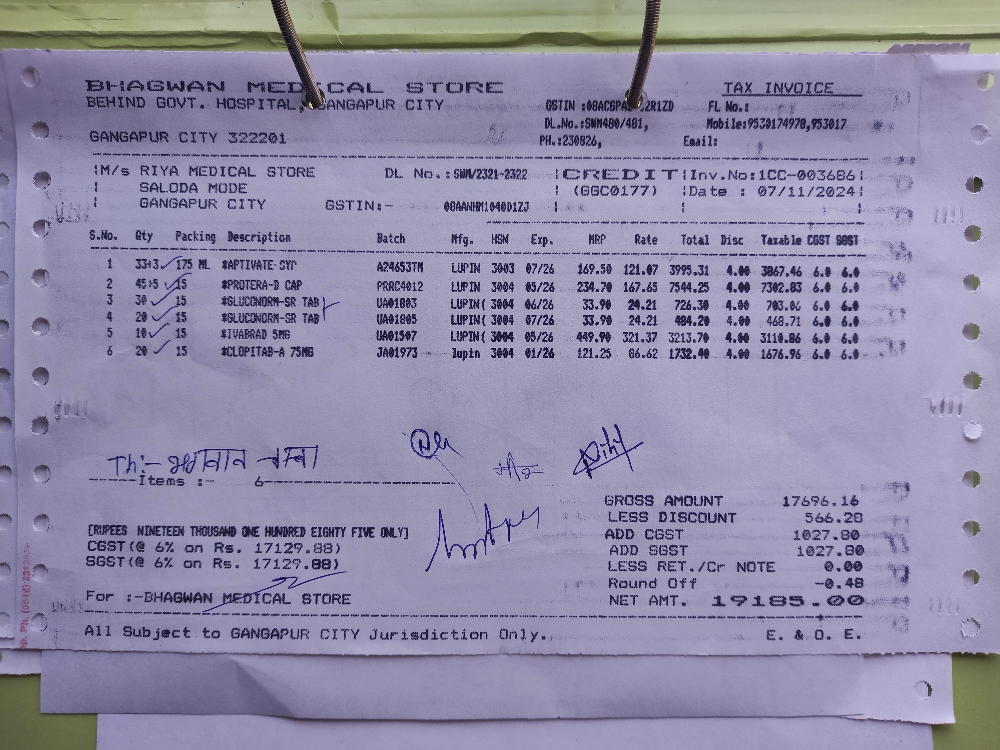 BHAGWAN MEDICAL STORE
TAX INVOICE
BEHIND GOVT. HOSPITAL, GANGAPUR CITY
FL No.:
DL.No.:SWM480/481, Mobile:9530174978,953017
GANGAPUR CITY 322201 PH.:230826, Email:
M/s RIYA MEDICAL STORE DL No.:SWM/2321-2322 CREDIT Inv.No:1CC-003686
SALODA MODE (GGC0177) Date : 07/11/2024
GANGAPUR CITY GSTIN:- 08AANHM1040D1ZJ
S.No. Qty Packing Description Batch Mfg. HSN Exp. MRP Rate Total Disc Taxable CGST SGST
1 33+3 175 ML #APTIVATE-SYP A24653TM LUPIN 3003 07/26 169.50 121.07 3995.31 4.00 3867.46 6.0 6.0
2 45+5 15 #PROTERA-D CAP PRRC4012 LUPIN 3004 05/26 234.70 167.65 7544.25 4.00 7302.83 6.0 6.0
3 30 15 #GLUCONORM-SR TAB UA01803 LUPIN( 3004 06/26 33.90 24.21 726.30 4.00 703.06 6.0 6.0
4 20 15 #GLUCONORM-SR TAB UA01805 LUPIN( 3004 07/26 33.90 24.21 484.20 4.00 468.71 6.0 6.0
5 10 15 #IVABRAD 5MG UA01507 LUPIN( 3004 05/26 449.90 321.37 3213.70 4.00 3110.86 6.0 6.0
6 20 15 #CLOPITAB-A 75MG JA01973 lupin 3004 01/26 121.25 86.62 1732.40 4.00 1676.96 6.0 6.0
Th:- भगवान
Items :- 6
GROSS AMOUNT 17696.16
LESS DISCOUNT 566.28
[RUPEES NINETEEN THOUSAND ONE HUNDRED EIGHTY FIVE ONLY] ADD CGST 1027.80
CGST(@ 6% on Rs. 17129.88) ADD SGST 1027.80
SGST(@ 6% on Rs. 17129.88) LESS RET./Cr NOTE 0.00
Round Off -0.48
For :-BHAGWAN MEDICAL STORE NET AMT. 19185.00
All Subject to GANGAPUR CITY Jurisdiction Only. E. & O. E.